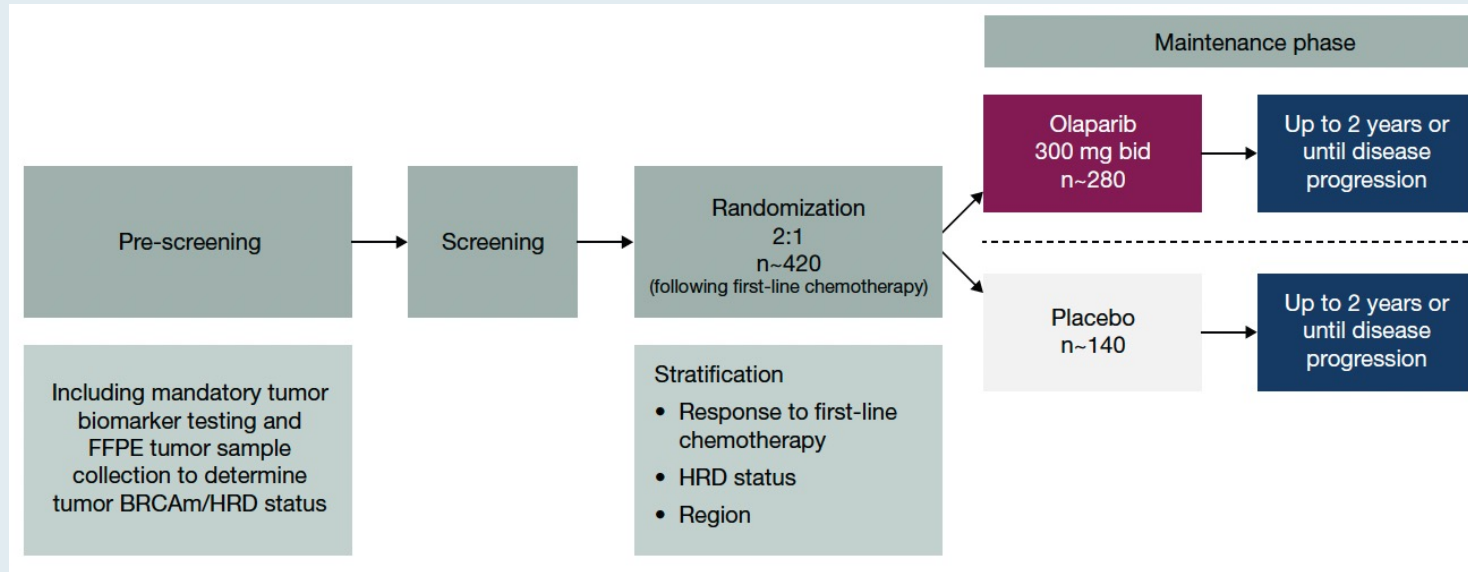 Maintenance phase
Pre-screening
Screening
Randomization
2:1
n~420
(following first-line chemotherapy)
Olaparib
300 mg bid
n~280
Up to 2 years or
until disease
progression
Placebo
n~140
Up to 2 years or
until disease
progression
Including mandatory tumor
biomarker testing and
FFPE tumor sample
collection to determine
tumor BRCAm/HRD status
Stratification
• Response to first-line
chemotherapy
• HRD status
• Region